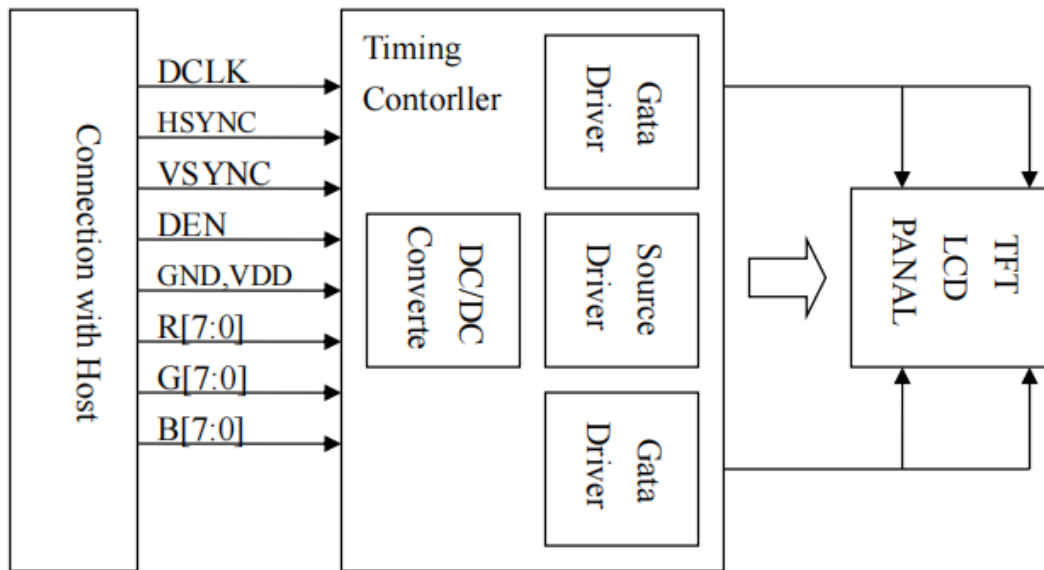 Connection with Host
DCLK
HSYNC
VSYNC
DEN
GND,VDD
R[7:0]
G[7:0]
B[7:0]
Timing
Contorller
Gata
Driver
DC/DC
Converte
Source
Driver
Gata
Driver
TFT
LCD
PANAL